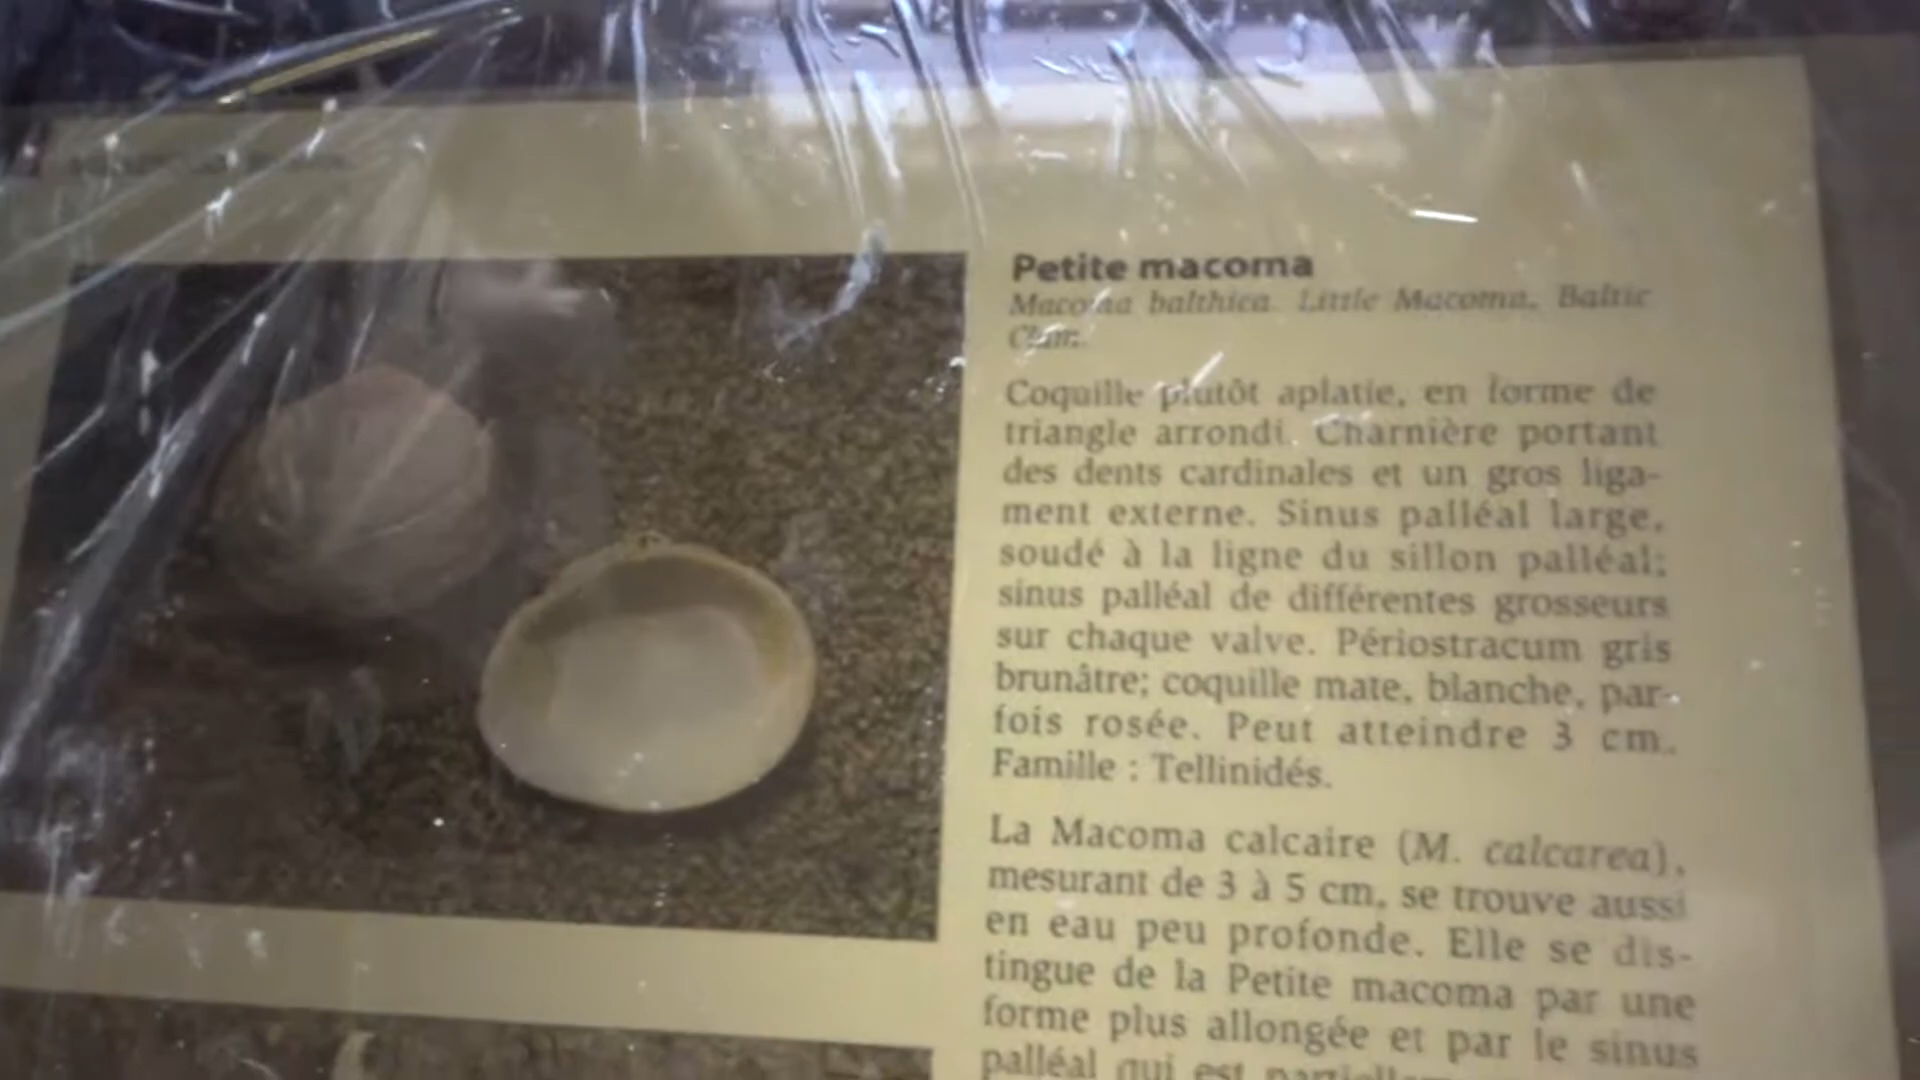 Petite macoma
Macoma balthica. Little Macoma, Baltic
Clam.
Coquille plutôt aplatie, en forme de
triangle arrondi. Charnière portant
des dents cardinales et un gros liga-
ment externe. Sinus palléal large,
soudé à la ligne du sillon palléal;
sinus palléal de différentes grosseurs
sur chaque valve. Périostracum gris
brunâtre; coquille mate, blanche, par-
fois rosée. Peut atteindre 3 cm.
Famille : Tellinidés.
La Macoma calcaire (M. calcarea),
mesurant de 3 à 5 cm, se trouve aussi
en eau peu profonde. Elle se dis-
tingue de la Petite macoma par une
forme plus allongée et par le sinus
palléal qui est